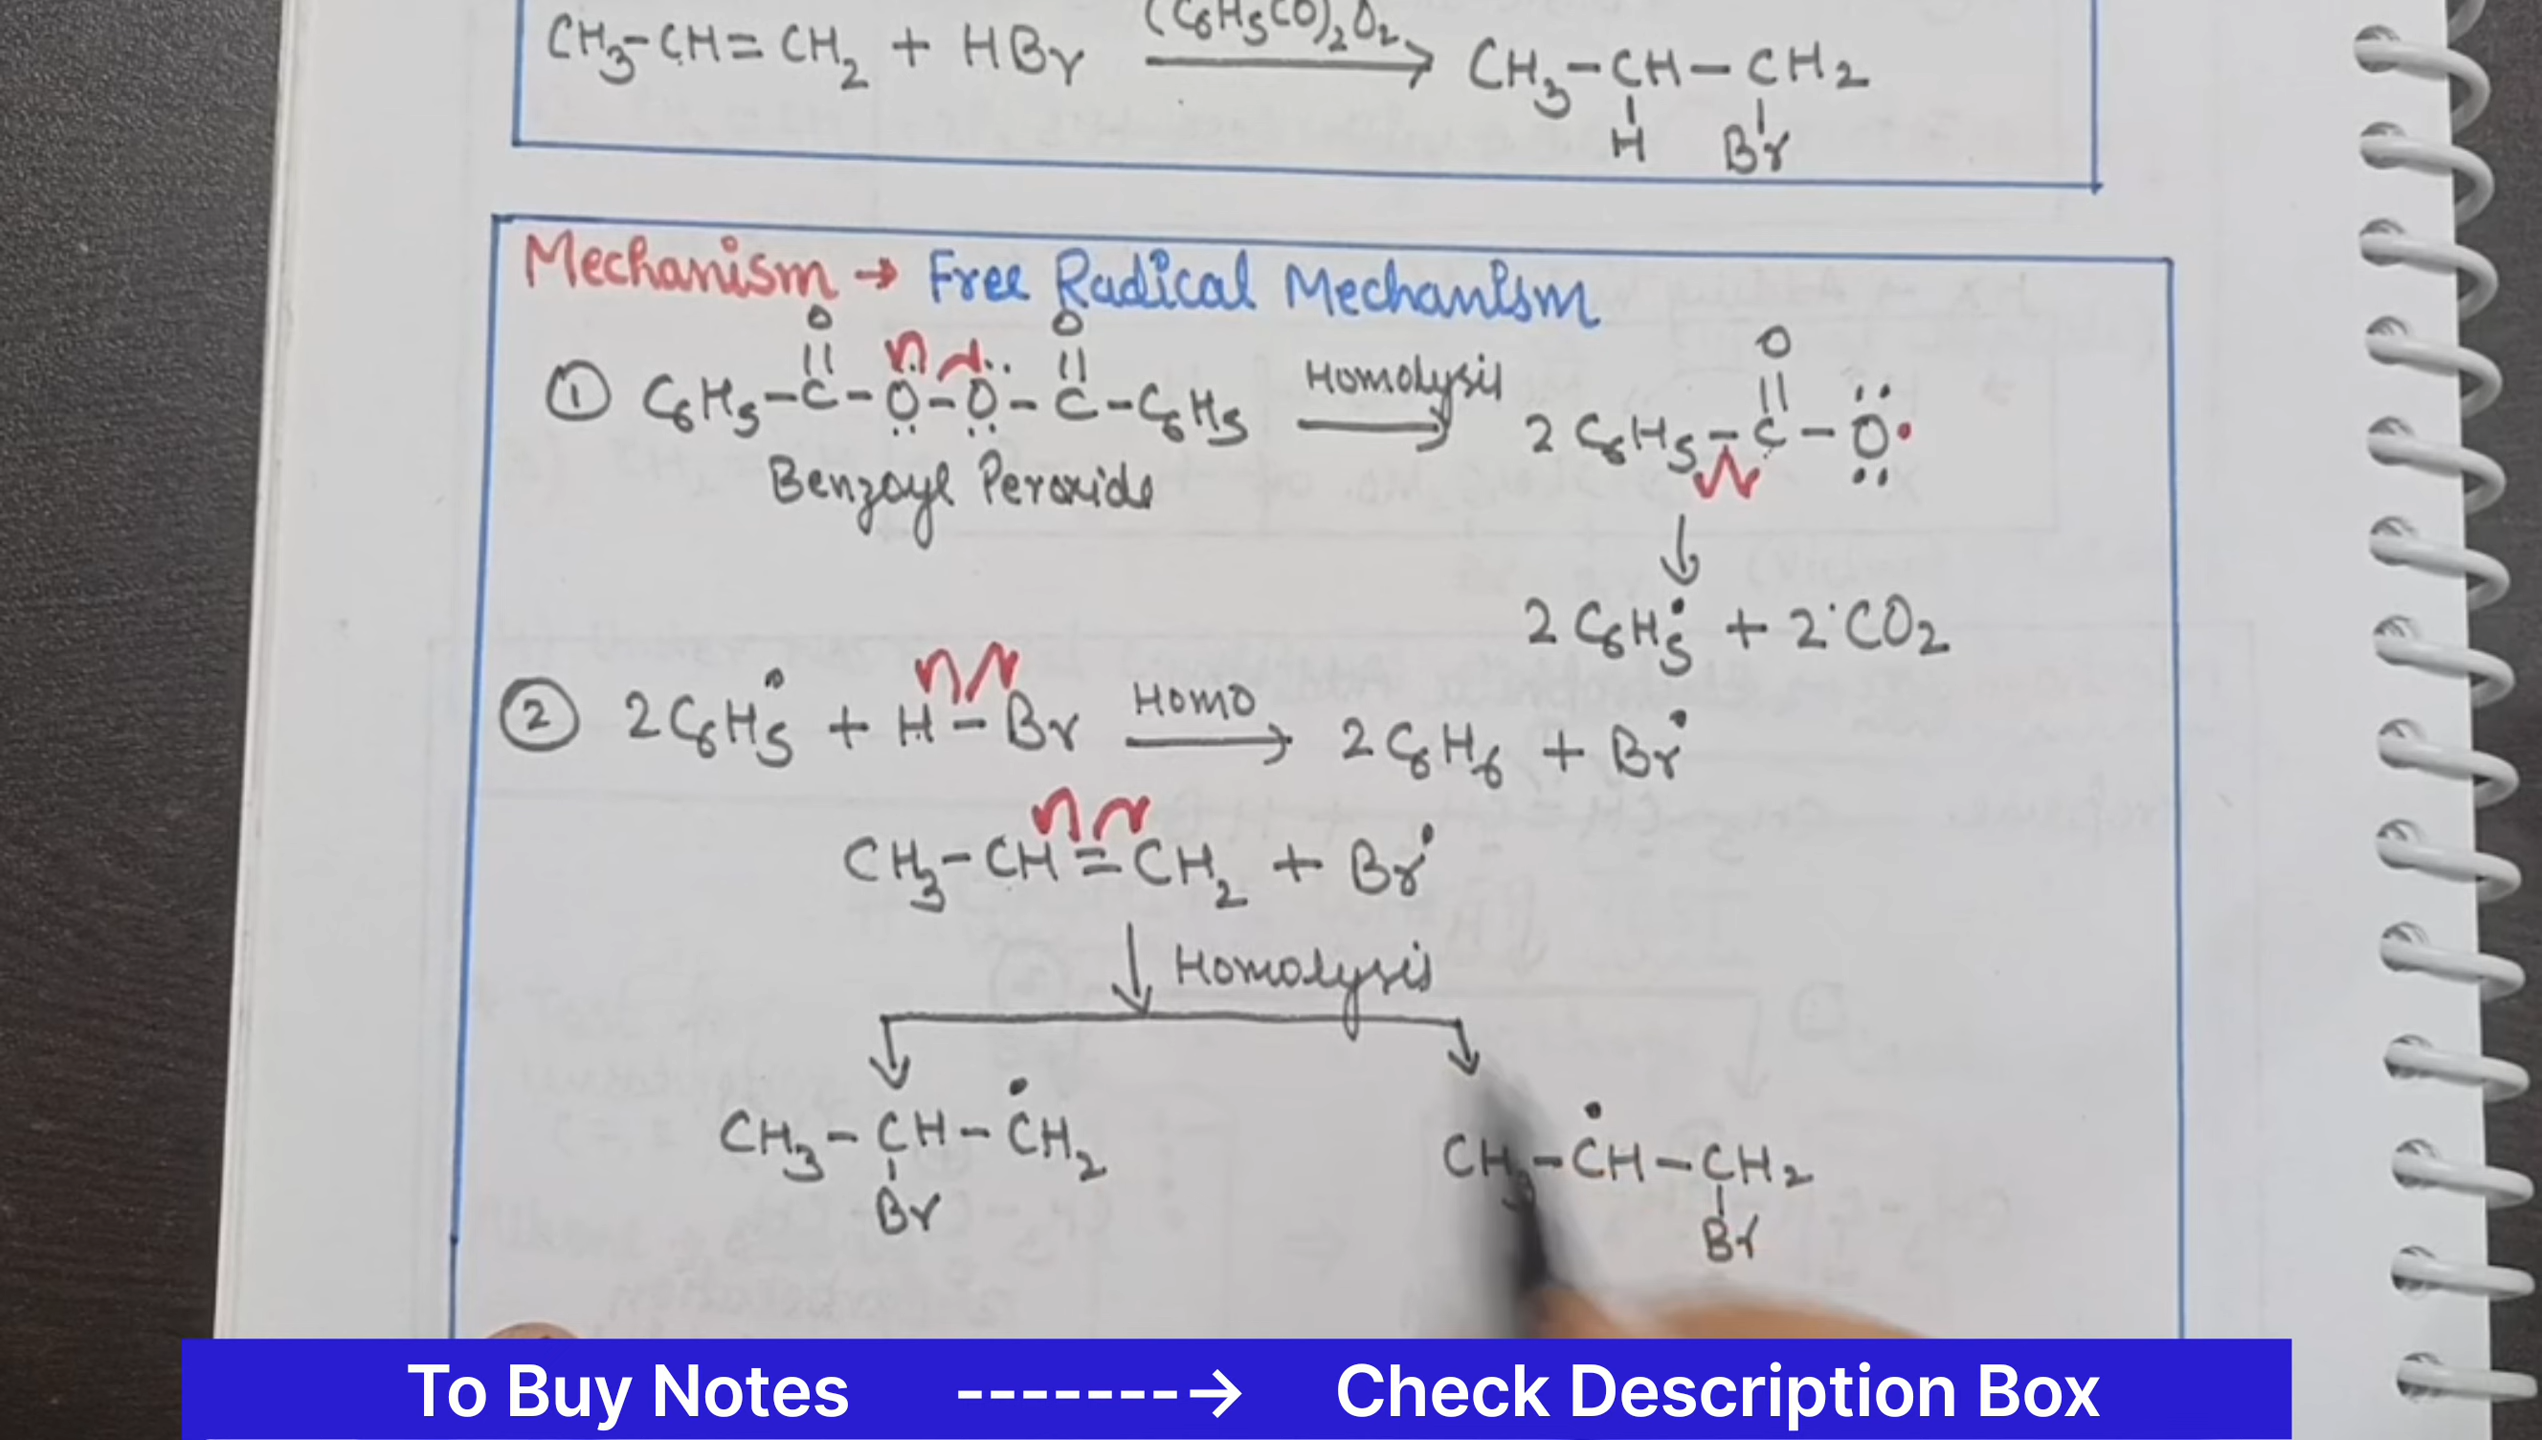 (C6H5CO)2O2
CH3-CH=CH2 + HBr ⟶ CH3-CH-CH2
H Br
Mechanism → Free Radical Mechanism
O O O
|| || ||
① C6H5-C-O-O-C-C6H5 Homolysis ⟶ 2 C6H5-C-O•
Benzoyl Peroxide
↓
2 C6H5• + 2 CO2
② 2C6H5• + H-Br Homo ⟶ 2C6H6 + Br•
CH3-CH=CH2 + Br•
↓ Homolysis
CH3-CH-ĊH2 CH3-ĊH-CH2
Br Br
To Buy Notes -------→ Check Description Box